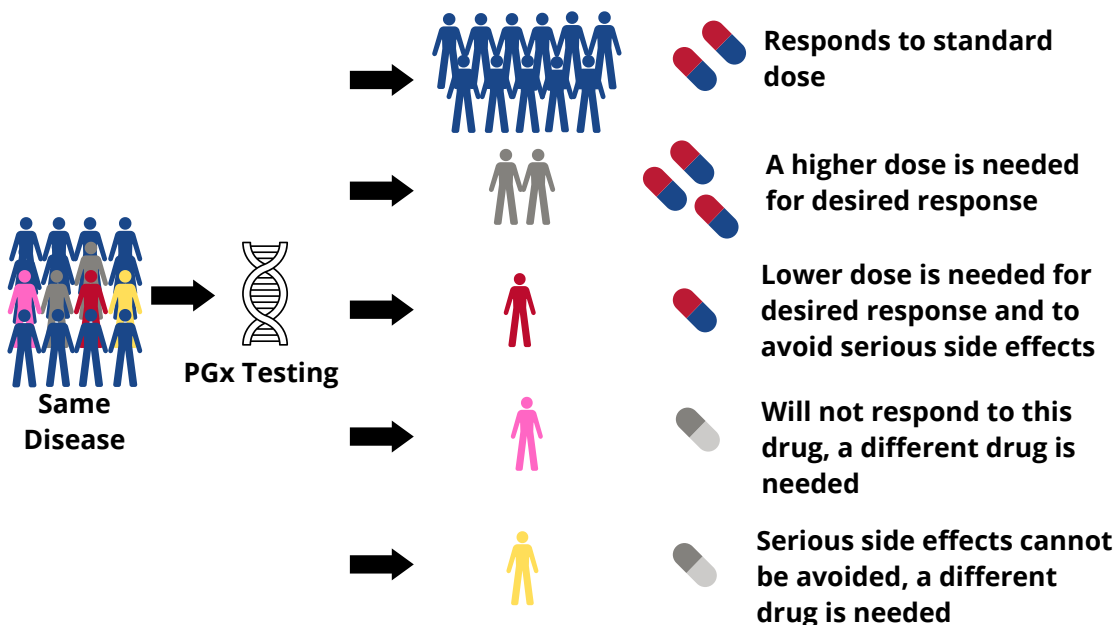 Same
Disease
PGx Testing
Responds to standard
dose
A higher dose is needed
for desired response
Lower dose is needed for
desired response and to
avoid serious side effects
Will not respond to this
drug, a different drug is
needed
Serious side effects cannot
be avoided, a different
drug is needed